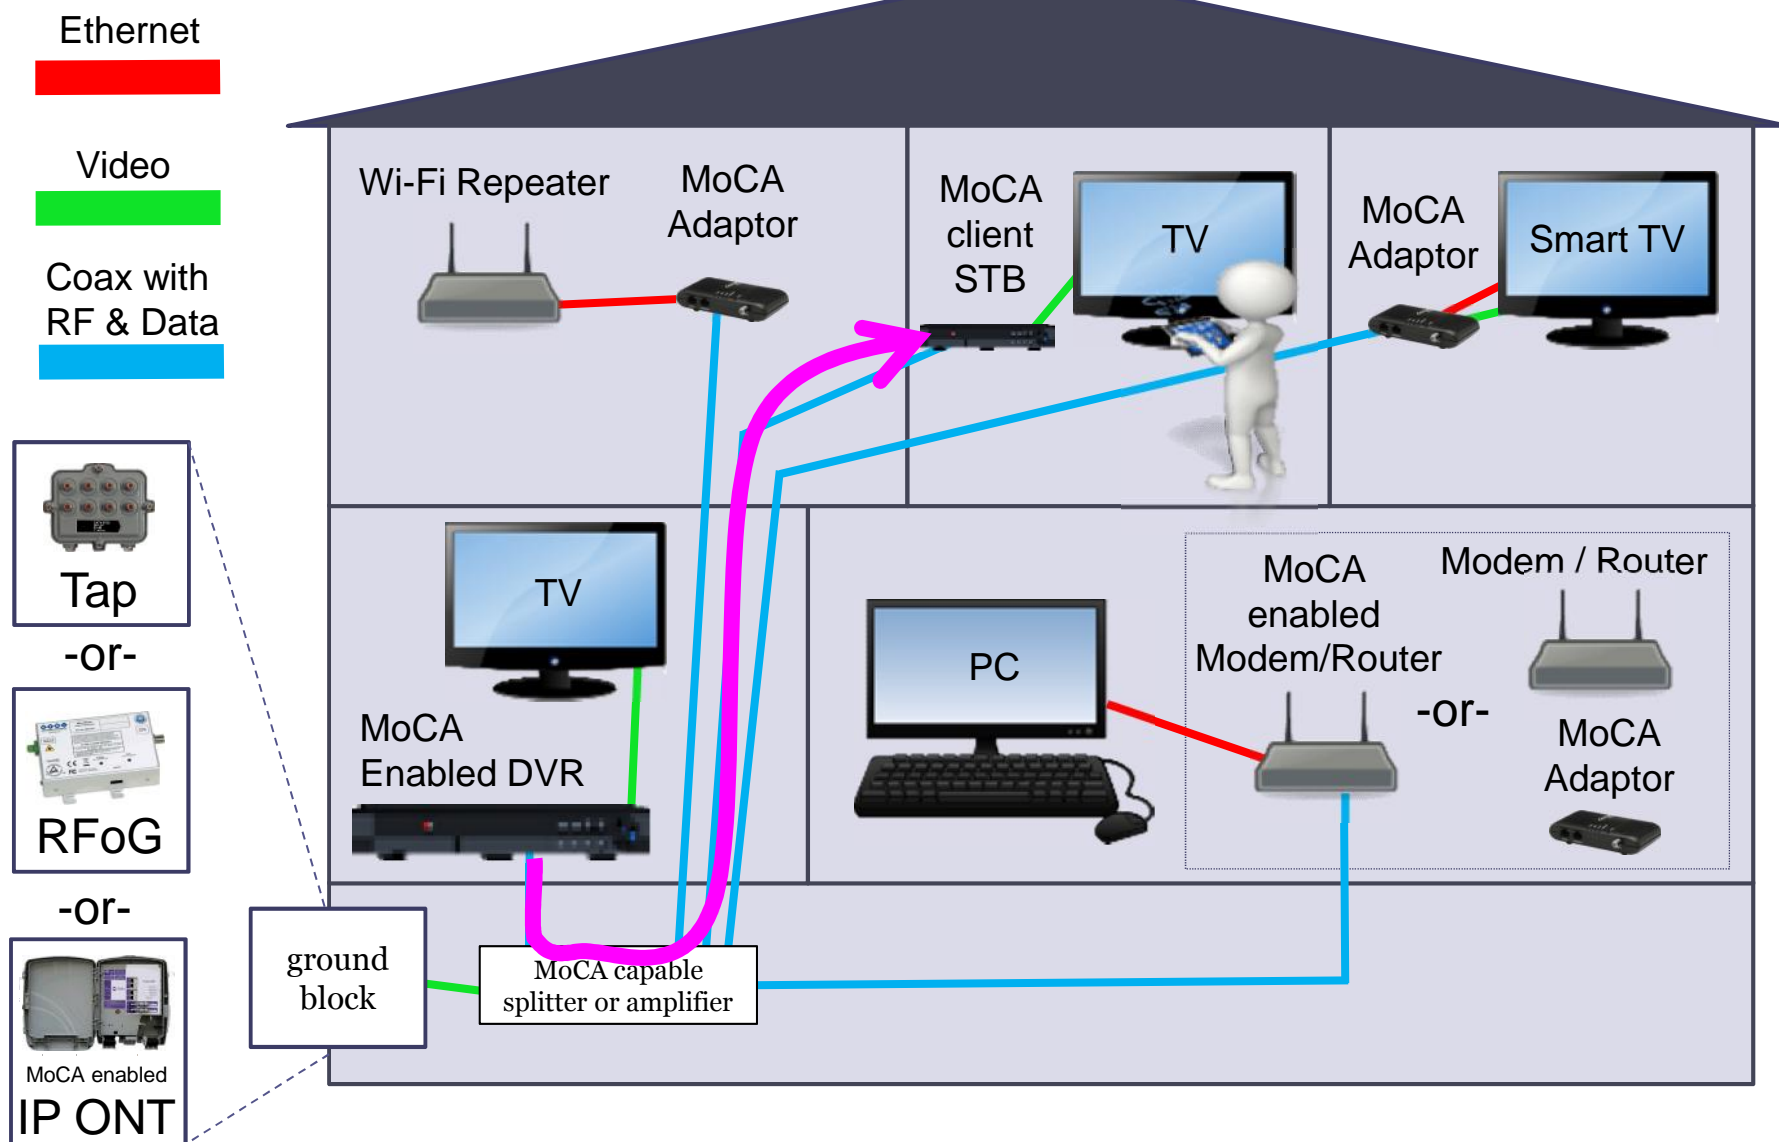 Ethernet
Video
Coax with
RF & Data
Tap
-or-
RFoG
-or-
MoCA enabled
IP ONT
Wi-Fi Repeater
MoCA
Adaptor
MoCA
client
STB
TV
MoCA
Adaptor
Smart TV
TV
MoCA
Enabled DVR
PC
MoCA
enabled
Modem/Router
-or-
Modem / Router
MoCA
Adaptor
ground
block
MoCA capable
splitter or amplifier